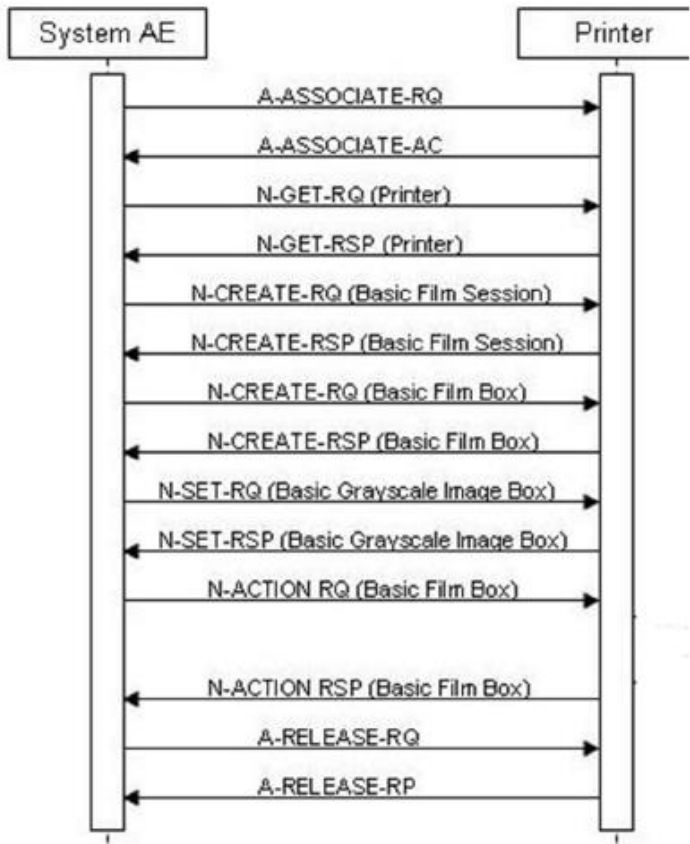 System AE
Printer
A-ASSOCIATE-RQ
A-ASSOCIATE-AC
N-GET-RQ (Printer)
N-GET-RSP (Printer)
N-CREATE-RQ (Basic Film Session)
N-CREATE-RSP (Basic Film Session)
N-CREATE-RQ (Basic Film Box)
N-CREATE-RSP (Basic Film Box)
N-SET-RQ (Basic Grayscale Image Box)
N-SET-RSP (Basic Grayscale Image Box)
N-ACTION RQ (Basic Film Box)
N-ACTION RSP (Basic Film Box)
A-RELEASE-RQ
A-RELEASE-RP